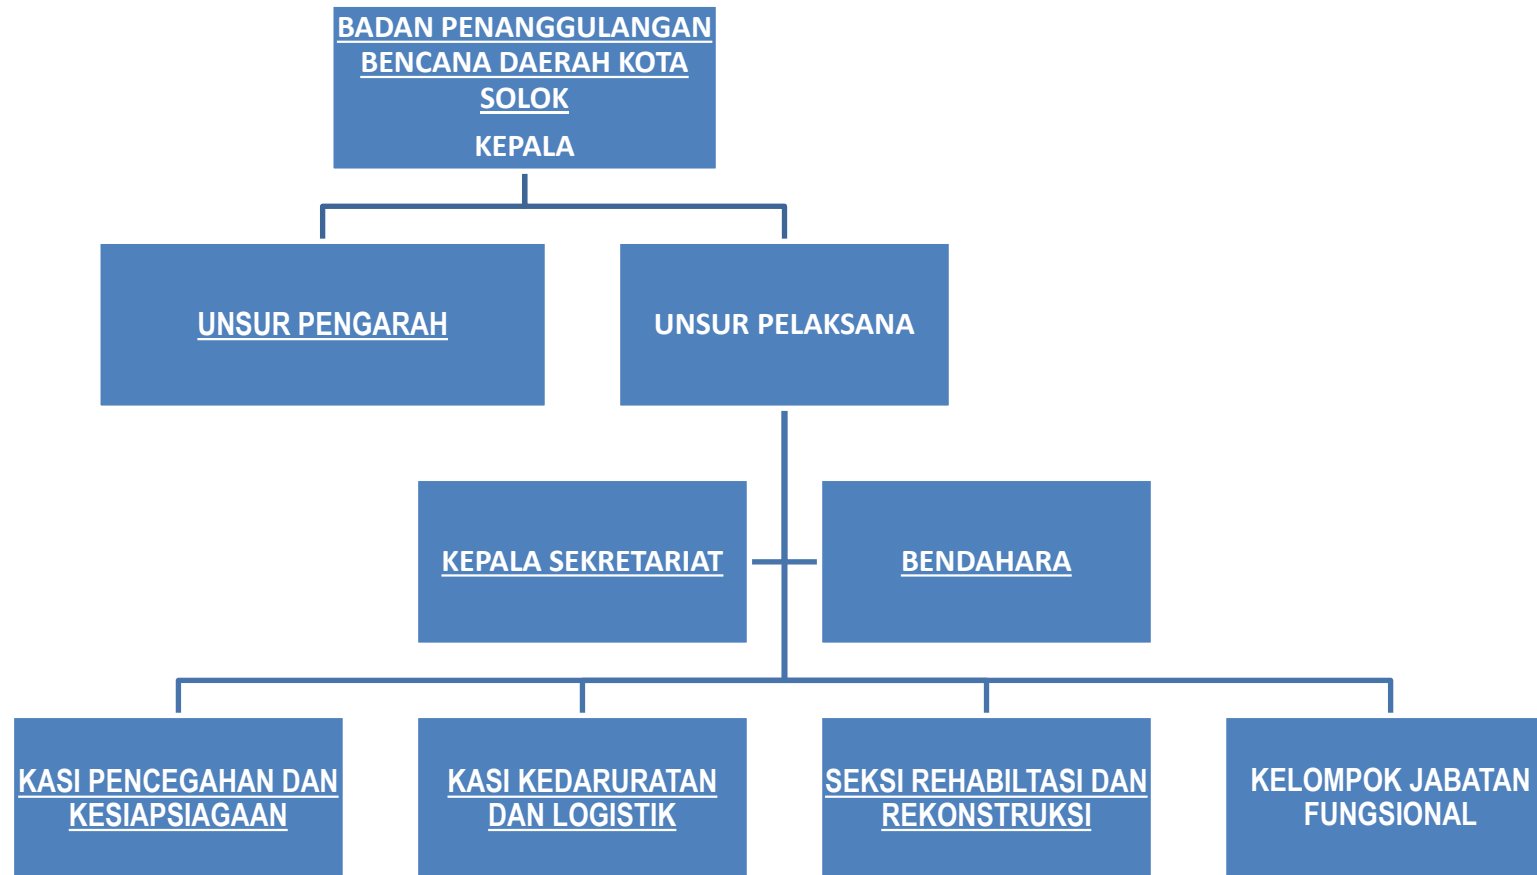 BADAN PENANGGULANGAN
BENCANA DAERAH KOTA
SOLOK
KEPALA
UNSUR PENGARAH
UNSUR PELAKSANA
KEPALA SEKRETARIAT
BENDAHARA
KASI PENCEGAHAN DAN
KESIAPSIAGAAN
KASI KEDARURATAN
DAN LOGISTIK
SEKSI REHABILTASI DAN
REKONSTRUKSI
KELOMPOK JABATAN
FUNGSIONAL